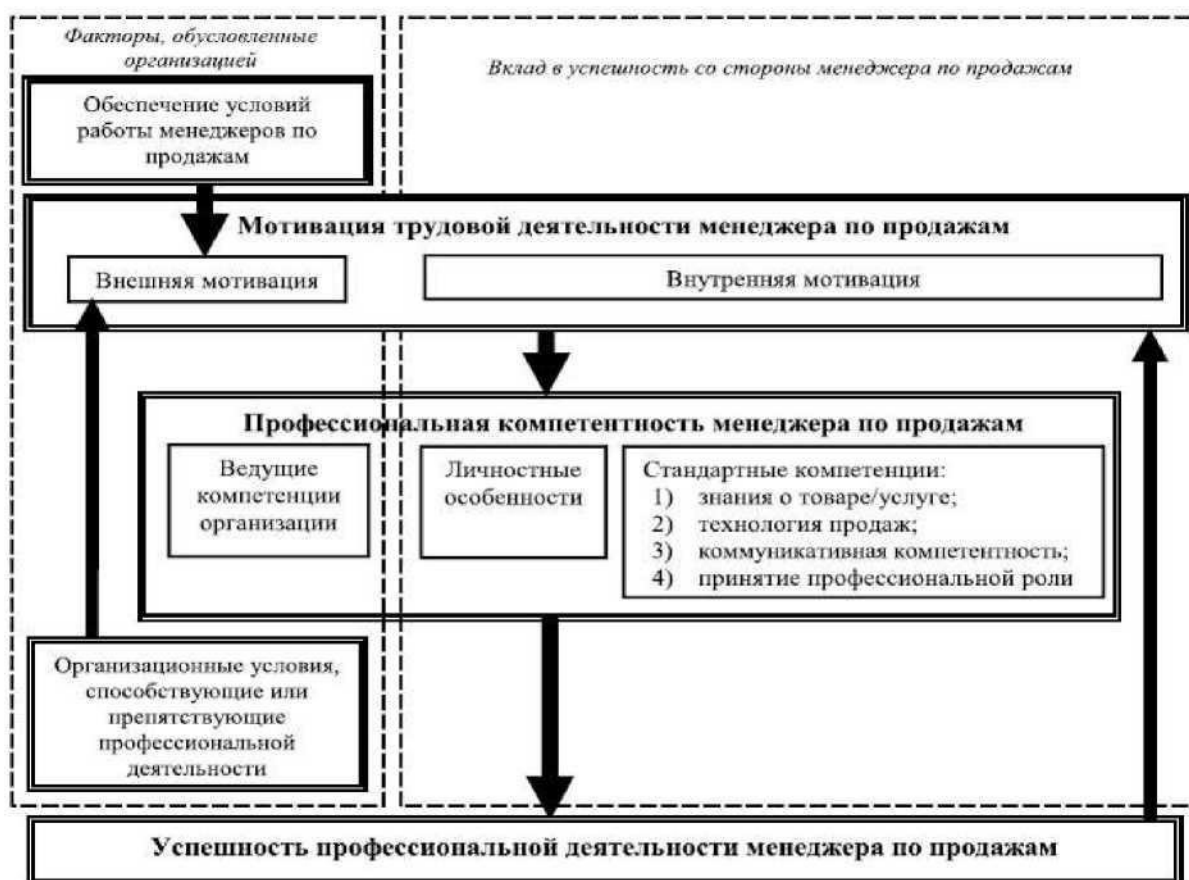 Факторы, обусловленные
организацией
Вклад в успешность со стороны менеджера по продажам
Обеспечение условий
работы менеджеров по
продажам
Мотивация трудовой деятельности менеджера по продажам
Внешняя мотивация
Внутренняя мотивация
Профессиональная компетентность менеджера по продажам
Ведущие
компетенции
организации
Личностные
особенности
Стандартные компетенции:
1) знания о товаре/услуге;
2) технология продаж;
3) коммуникативная компетентность;
4) принятие профессиональной роли
Организационные условия,
способствующие или
препятствующие
профессиональной
деятельности
Успешность профессиональной деятельности менеджера по продажам